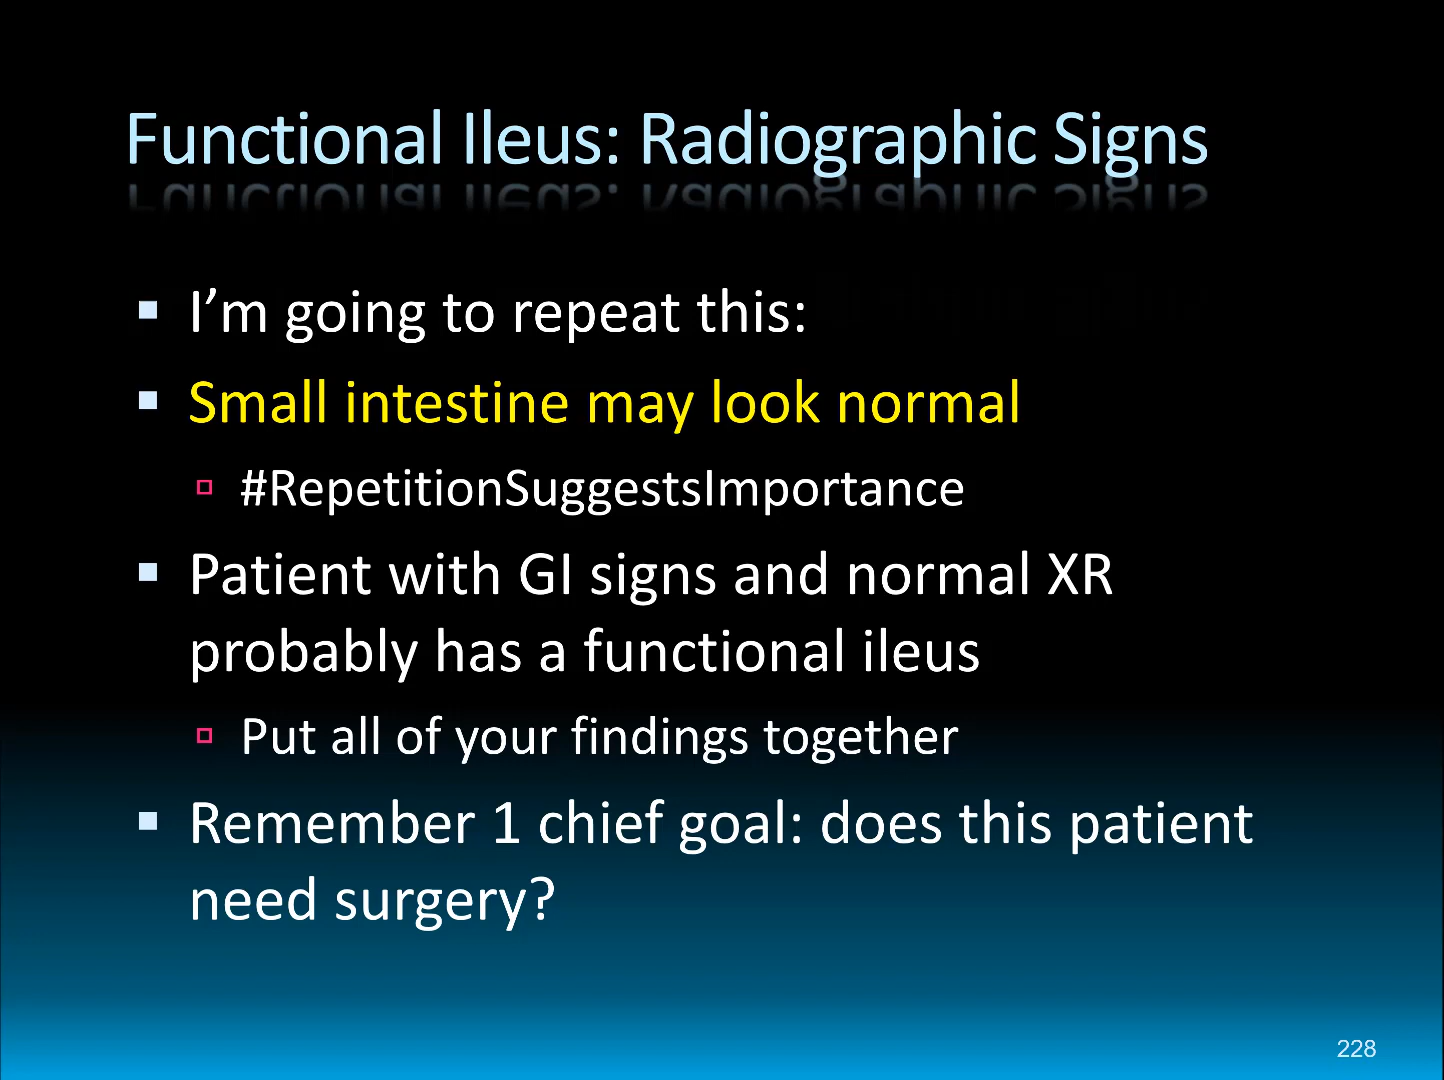 Functional Ileus: Radiographic Signs
I’m going to repeat this:
Small intestine may look normal
#RepetitionSuggestsImportance
Patient with GI signs and normal XR
probably has a functional ileus
Put all of your findings together
Remember 1 chief goal: does this patient
need surgery?
228